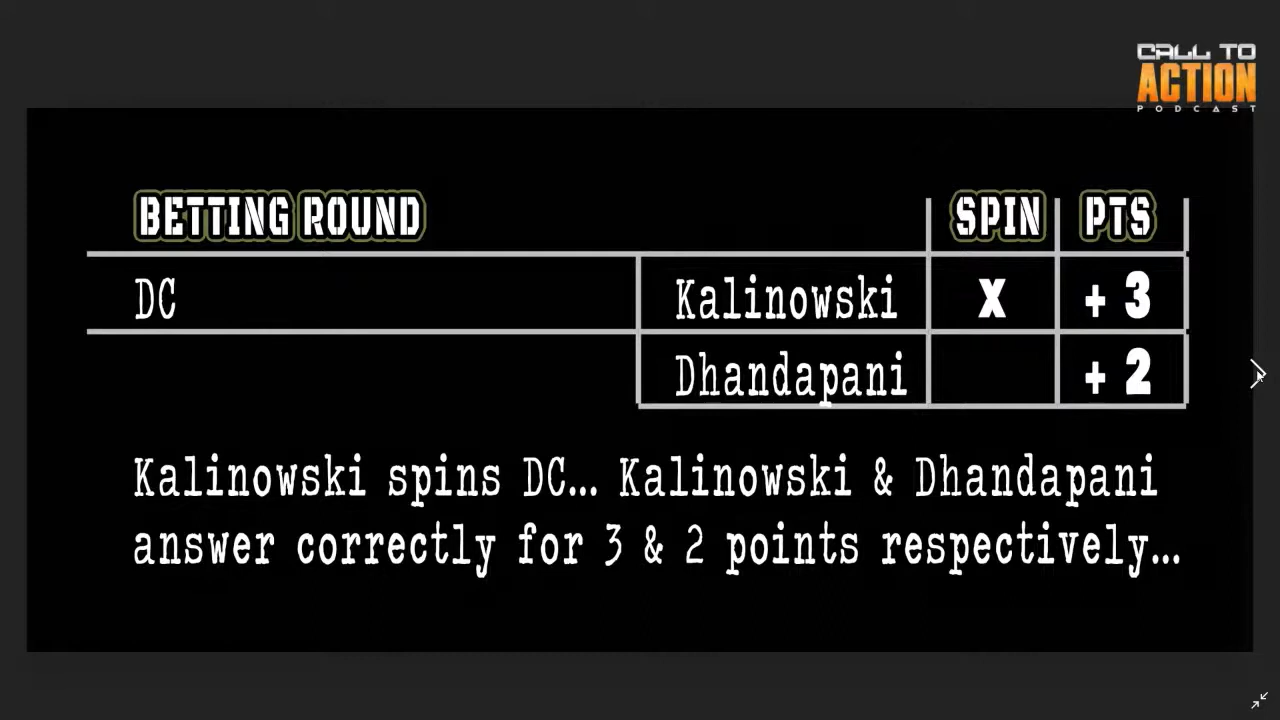 CALL TO
ACTION
PODCAST
BETTING ROUND SPIN PTS
DC Kalinowski X + 3
Dhandapani + 2
Kalinowski spins DC... Kalinowski & Dhandapani
answer correctly for 3 & 2 points respectively...